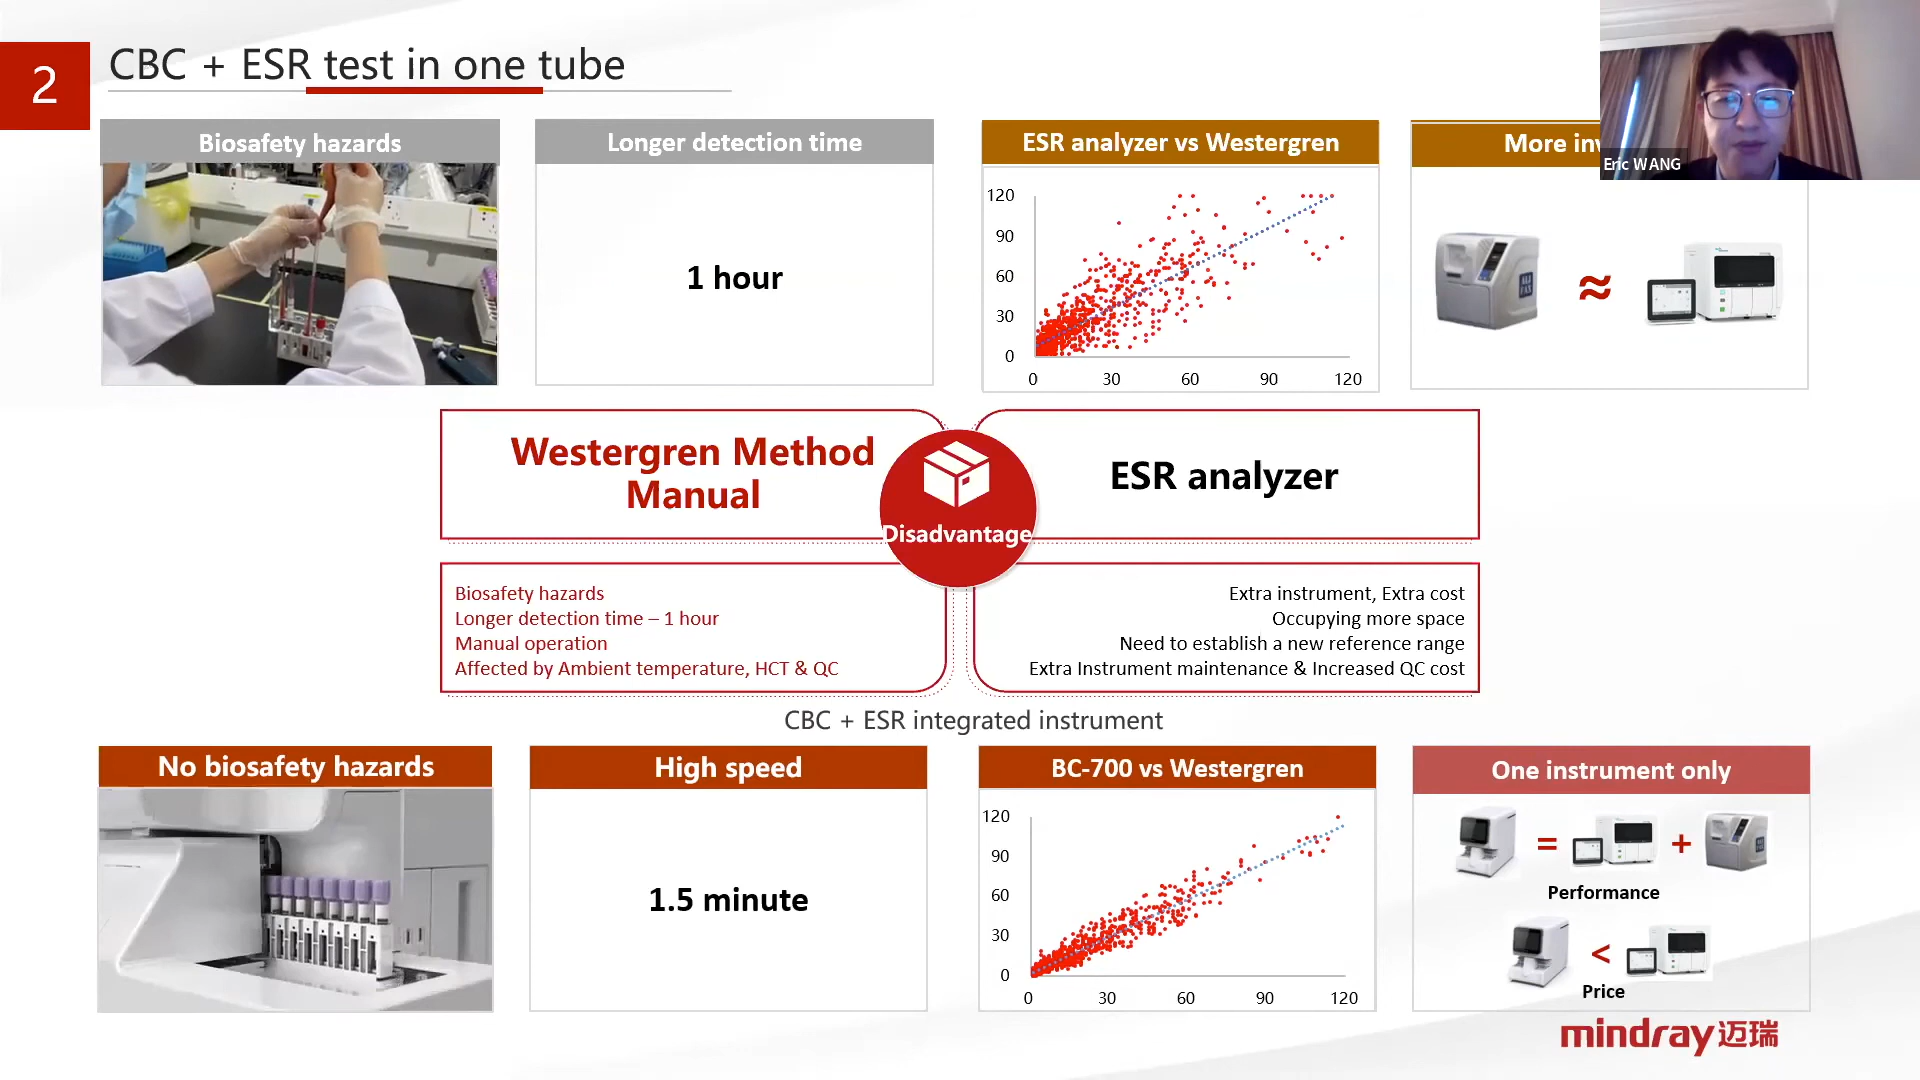 2
CBC + ESR test in one tube
Biosafety hazards
Longer detection time
1 hour
ESR analyzer vs Westergren
120
90
60
30
0
0 30 60 90 120
More in
≈
Eric WANG
Westergren Method
Manual
Disadvantage
ESR analyzer
Biosafety hazards
Longer detection time – 1 hour
Manual operation
Affected by Ambient temperature, HCT & QC
Extra instrument, Extra cost
Occupying more space
Need to establish a new reference range
Extra Instrument maintenance & Increased QC cost
CBC + ESR integrated instrument
No biosafety hazards
High speed
1.5 minute
BC-700 vs Westergren
120
90
60
30
0
0 30 60 90 120
One instrument only
= +
Performance
<
Price
mindray迈瑞